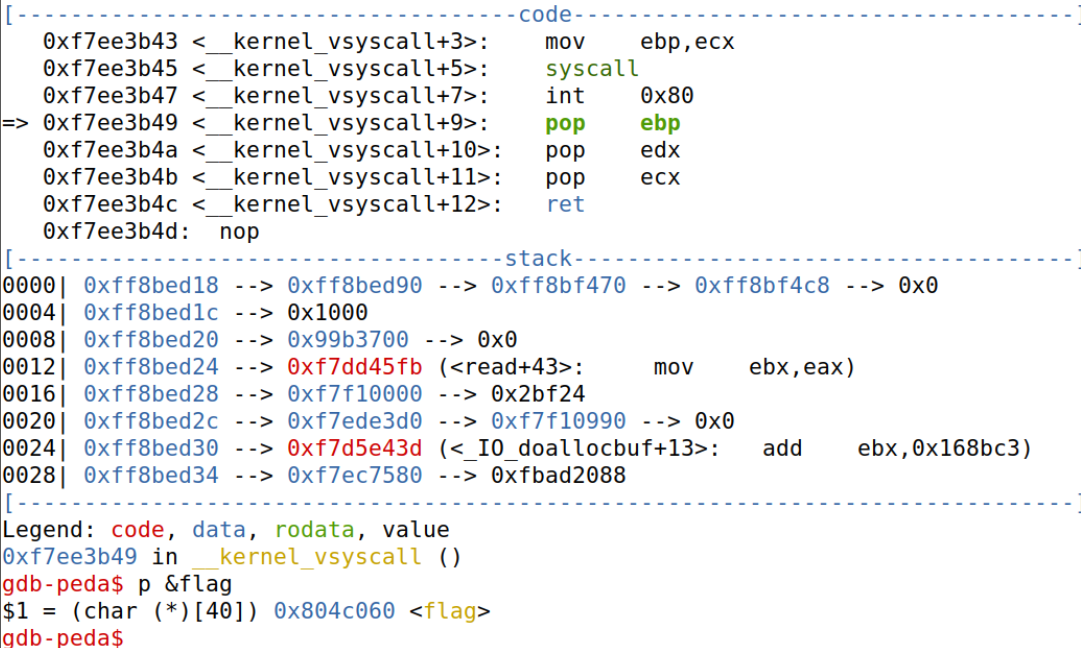 [-------------------------------------code-------------------------------------]
   0xf7ee3b43 <__kernel_vsyscall+3>:	mov    ebp,ecx
   0xf7ee3b45 <__kernel_vsyscall+5>:	syscall
   0xf7ee3b47 <__kernel_vsyscall+7>:	int    0x80
=> 0xf7ee3b49 <__kernel_vsyscall+9>:	pop    ebp
   0xf7ee3b4a <__kernel_vsyscall+10>:	pop    edx
   0xf7ee3b4b <__kernel_vsyscall+11>:	pop    ecx
   0xf7ee3b4c <__kernel_vsyscall+12>:	ret
   0xf7ee3b4d:	nop
[------------------------------------stack-------------------------------------]
0000| 0xff8bed18 --> 0xff8bed90 --> 0xff8bf470 --> 0xff8bf4c8 --> 0x0
0004| 0xff8bed1c --> 0x1000
0008| 0xff8bed20 --> 0x99b3700 --> 0x0
0012| 0xff8bed24 --> 0xf7dd45fb (<read+43>:	mov    ebx,eax)
0016| 0xff8bed28 --> 0xf7f10000 --> 0x2bf24
0020| 0xff8bed2c --> 0xf7ede3d0 --> 0xf7f10990 --> 0x0
0024| 0xff8bed30 --> 0xf7d5e43d (<_IO_doallocbuf+13>:	add    ebx,0x168bc3)
0028| 0xff8bed34 --> 0xf7ec7580 --> 0xfbad2088
[------------------------------------------------------------------------------]
Legend: code, data, rodata, value
0xf7ee3b49 in __kernel_vsyscall ()
gdb-peda$ p &flag
$1 = (char (*)[40]) 0x804c060 <flag>
gdb-peda$